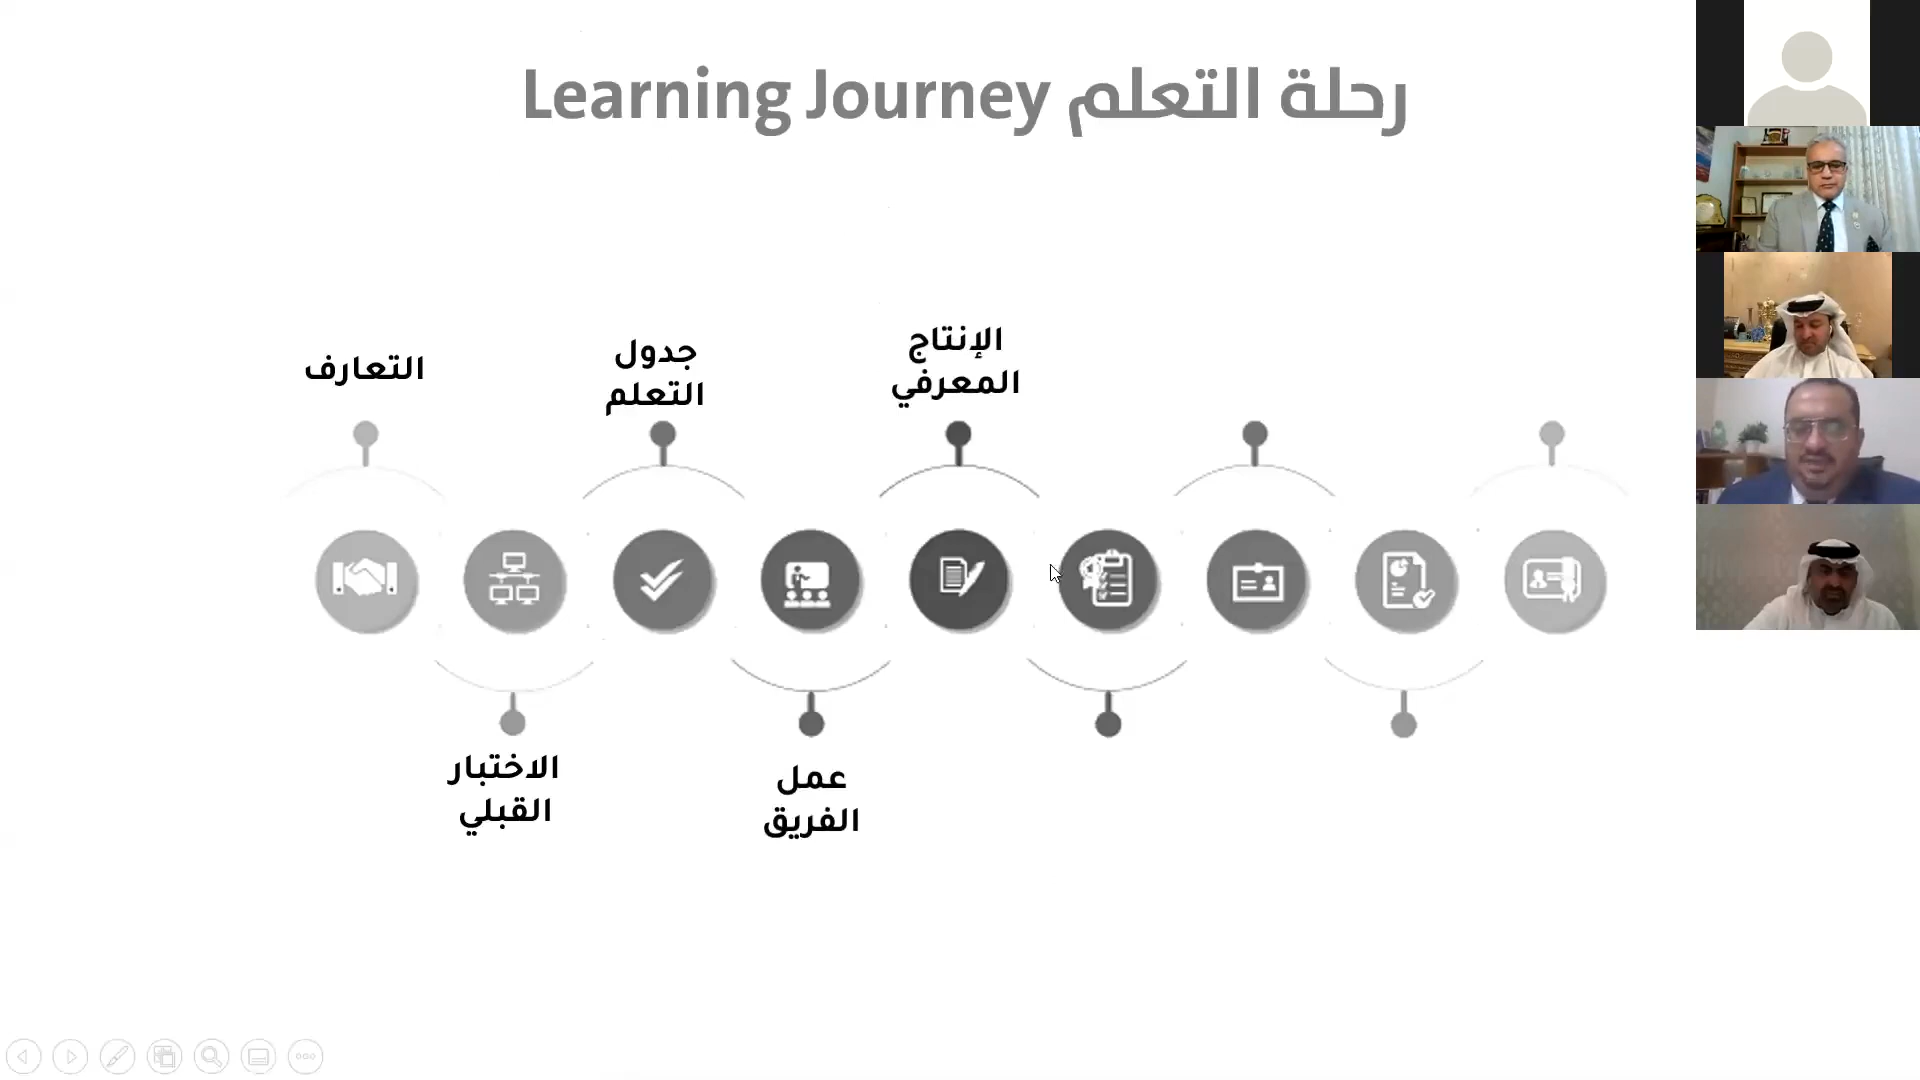 رحلة التعلم Learning Journey
التعارف
الاختبار
القبلي
جدول
التعلم
عمل
الفريق
الإنتاج
المعرفي